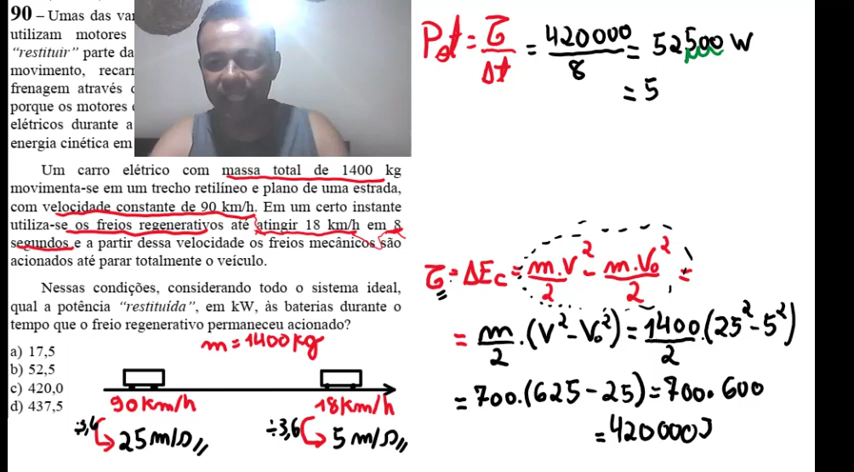 90 – Umas das va
utilizam motores
"restituir" parte da
movimento, recarr
frenagem através
porque os motores
elétricos durante a
energia cinética em
Um carro elétrico com massa total de 1400 kg
movimenta-se em um trecho retilíneo e plano de uma estrada,
com velocidade constante de 90 km/h. Em um certo instante
utiliza-se os freios regenerativos até atingir 18 km/h em 8
segundos e a partir dessa velocidade os freios mecânicos são
acionados até parar totalmente o veículo.
Nessas condições, considerando todo o sistema ideal,
qual a potência "restituída", em kW, às baterias durante o
tempo que o freio regenerativo permaneceu acionado?
a) 17,5
b) 52,5
c) 420,0
d) 437,5
m = 1400 kg
90 km/h 18 km/h
÷3,6 25 m/s ÷3,6 5 m/s
Pot = τ/Δt = 420000/8 = 52500 W
= 5
τ = ΔEc = m.V²/2 - m.V₀²/2 =
= m/2 . (V² - V₀²) = 1400/2 . (25² - 5²)
= 700.(625 - 25) = 700.600
= 420000J